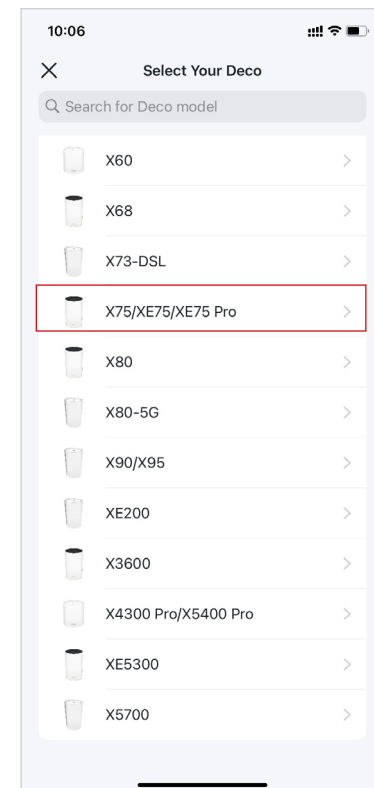 10:06
Select Your Deco
Search for Deco model
X60
X68
X73-DSL
X75/XE75/XE75 Pro
X80
X80-5G
X90/X95
XE200
X3600
X4300 Pro/X5400 Pro
XE5300
X5700